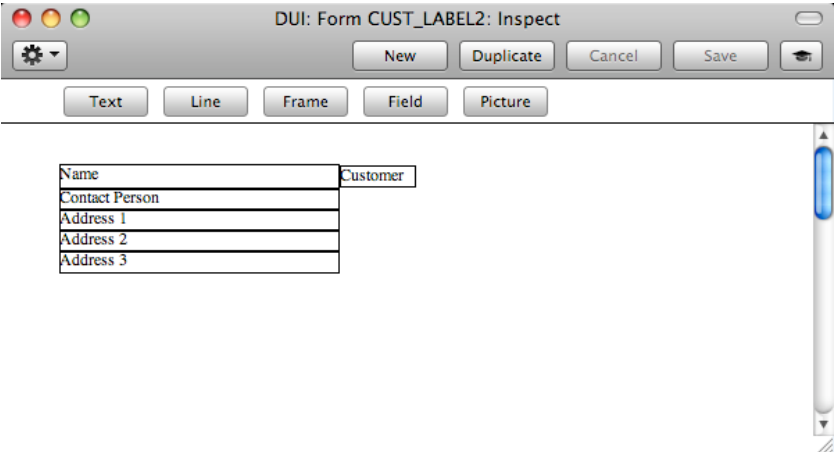 DUI: Form CUST_LABEL2: Inspect
New Duplicate Cancel Save
Text Line Frame Field Picture
Name Customer
Contact Person
Address 1
Address 2
Address 3